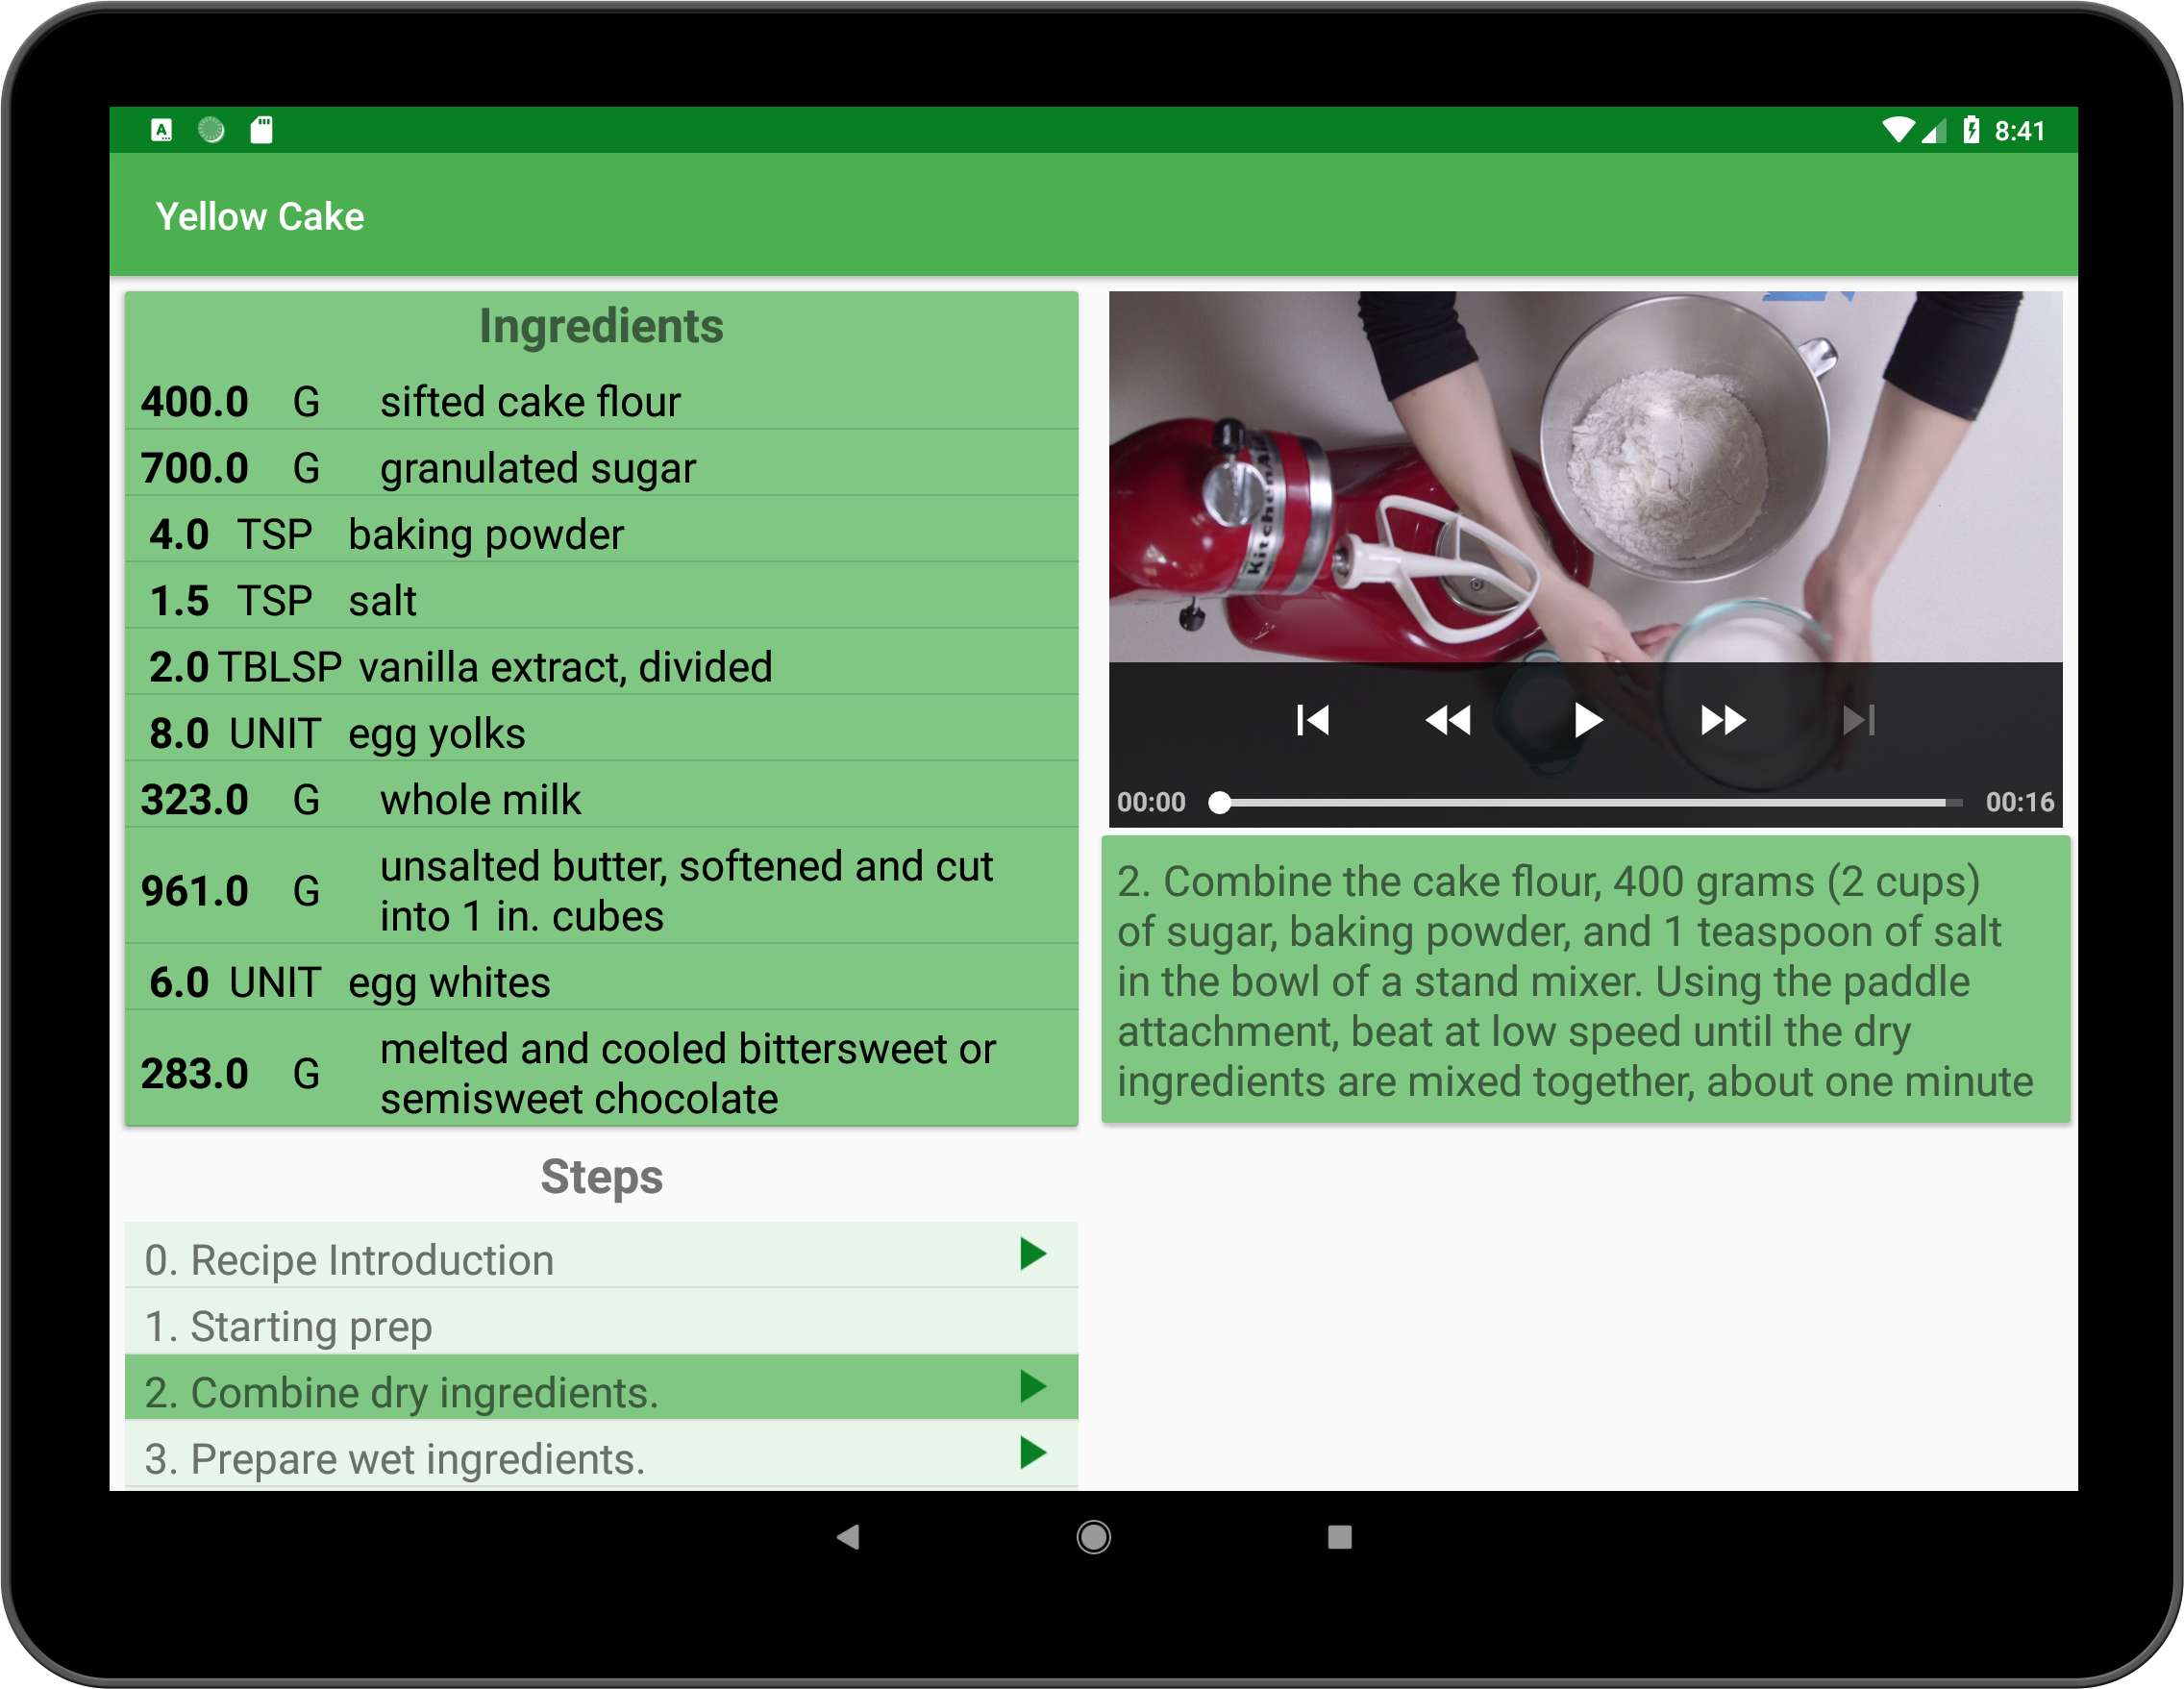 8:41
Yellow Cake
Ingredients
400.0 G sifted cake flour
700.0 G granulated sugar
4.0 TSP baking powder
1.5 TSP salt
2.0 TBLSP vanilla extract, divided
8.0 UNIT egg yolks
323.0 G whole milk
961.0 G unsalted butter, softened and cut
into 1 in. cubes
6.0 UNIT egg whites
283.0 G melted and cooled bittersweet or
semisweet chocolate
Steps
0. Recipe Introduction
1. Starting prep
2. Combine dry ingredients.
3. Prepare wet ingredients.
KitchenAid
00:00 00:16
2. Combine the cake flour, 400 grams (2 cups)
of sugar, baking powder, and 1 teaspoon of salt
in the bowl of a stand mixer. Using the paddle
attachment, beat at low speed until the dry
ingredients are mixed together, about one minute